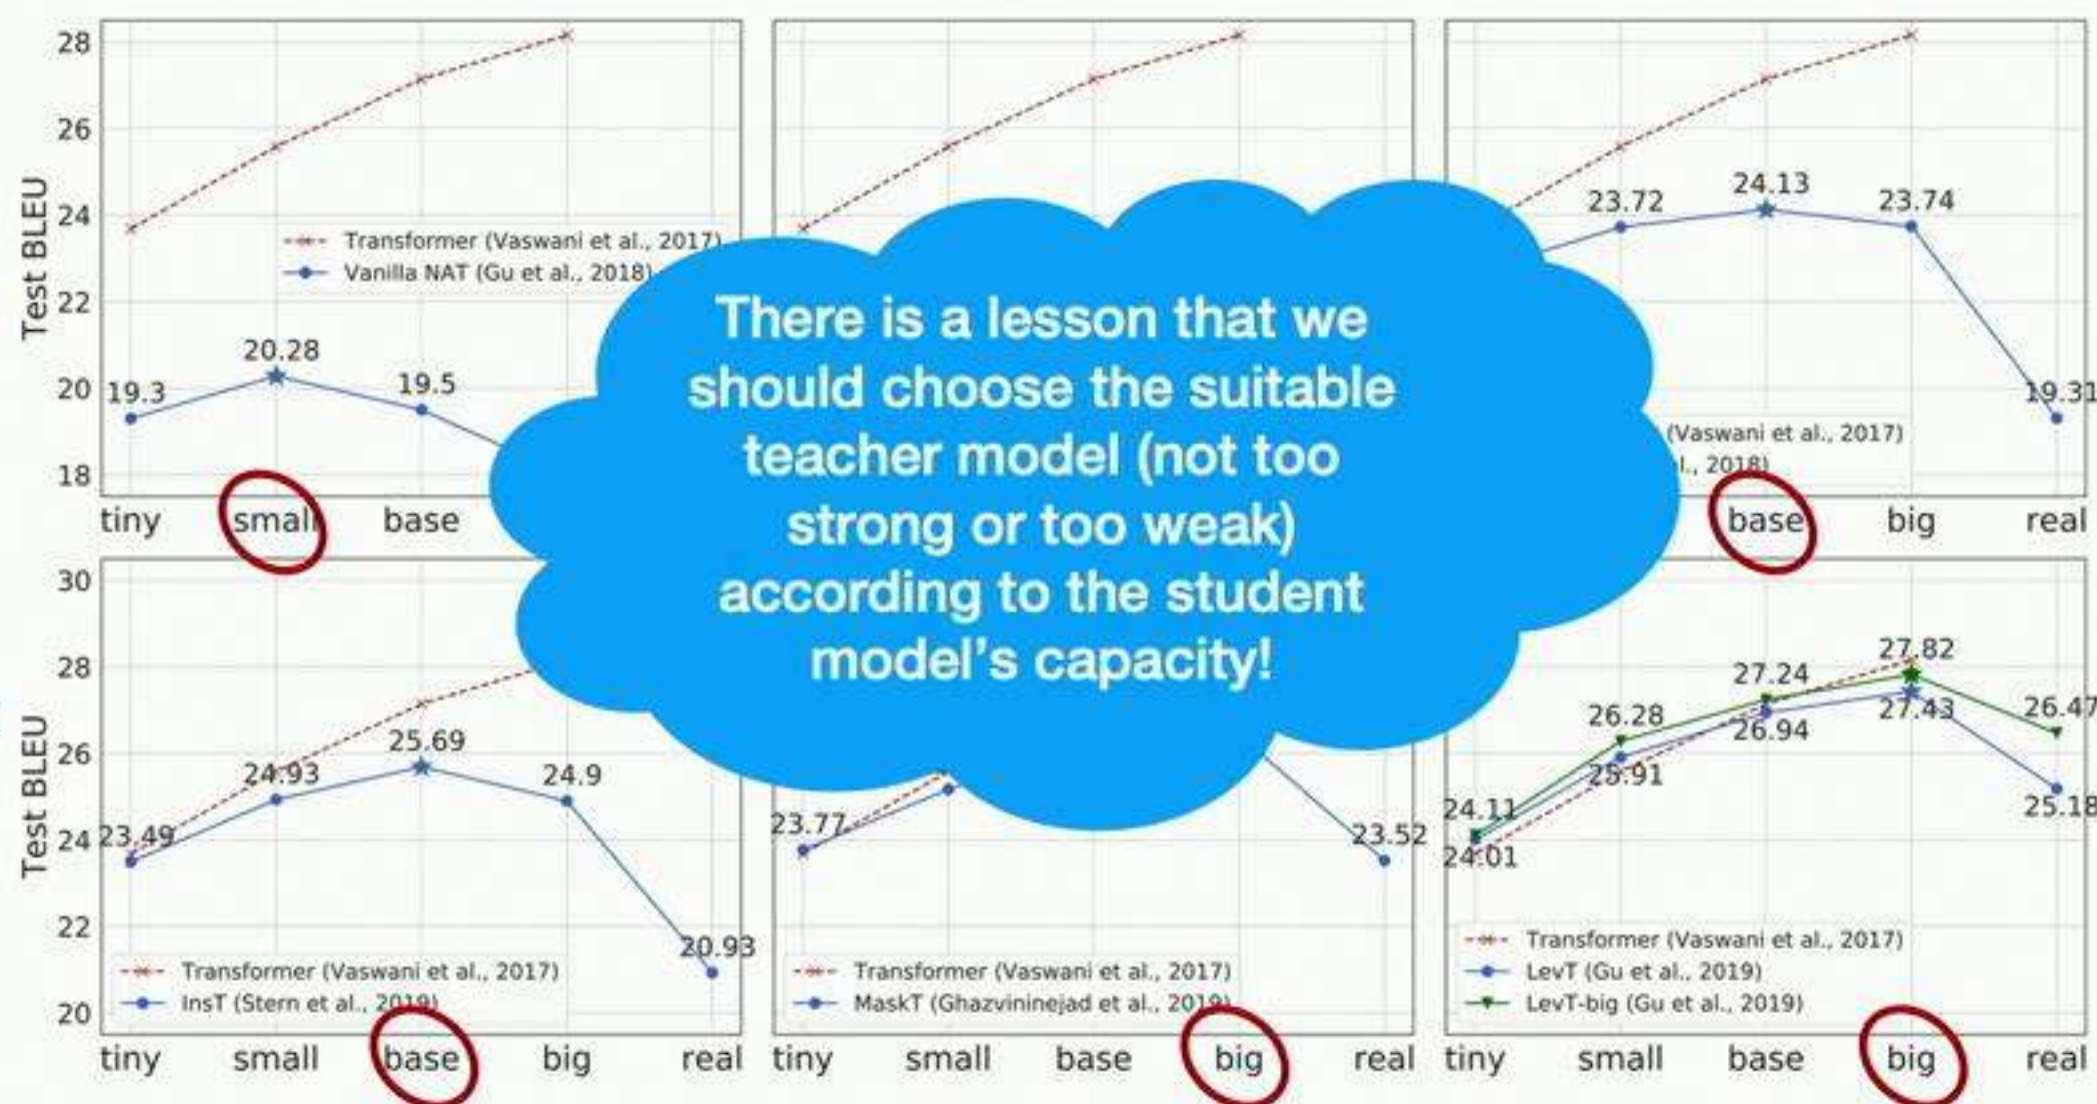 28
26
24
22
20
18
Test BLEU
Transformer (Vaswani et al., 2017)
Vanilla NAT (Gu et al., 2018)
19.3
20.28
19.5
tiny
small
base
23.72
24.13
23.74
19.31
(Vaswani et al., 2017)
2018)
base
big
real
There is a lesson that we
should choose the suitable
teacher model (not too
strong or too weak)
according to the student
model's capacity!
30
28
26
24
22
20
Test BLEU
23.49
24.93
25.69
24.9
20.93
Transformer (Vaswani et al., 2017)
InsT (Stern et al., 2019)
tiny
small
base
big
real
23.77
23.52
Transformer (Vaswani et al., 2017)
MaskT (Ghazvininejad et al., 2019)
tiny
small
base
big
real
27.82
27.24
26.28
26.47
27.43
26.94
25.91
25.18
24.11
24.01
Transformer (Vaswani et al., 2017)
LevT (Gu et al., 2019)
LevT-big (Gu et al., 2019)
tiny
small
base
big
real